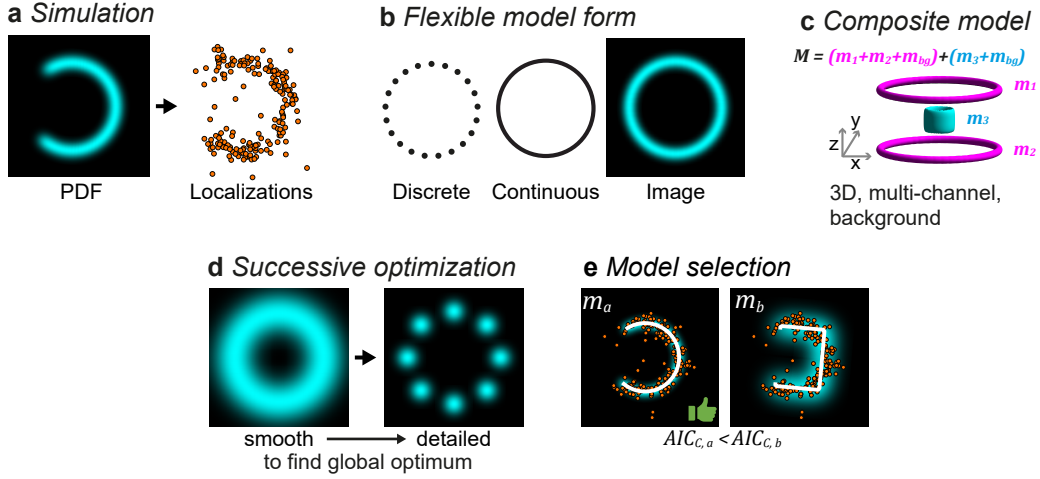 a Simulation
PDF
Localizations
b Flexible model form
Discrete
Continuous
Image
c Composite model
M = (m1+m2+mbg)+(m3+mbg)
m1
m3
m2
z
y
x
3D, multi-channel,
background
d Successive optimization
smooth
detailed
to find global optimum
e Model selection
ma
mb
AICC, a < AICC, b